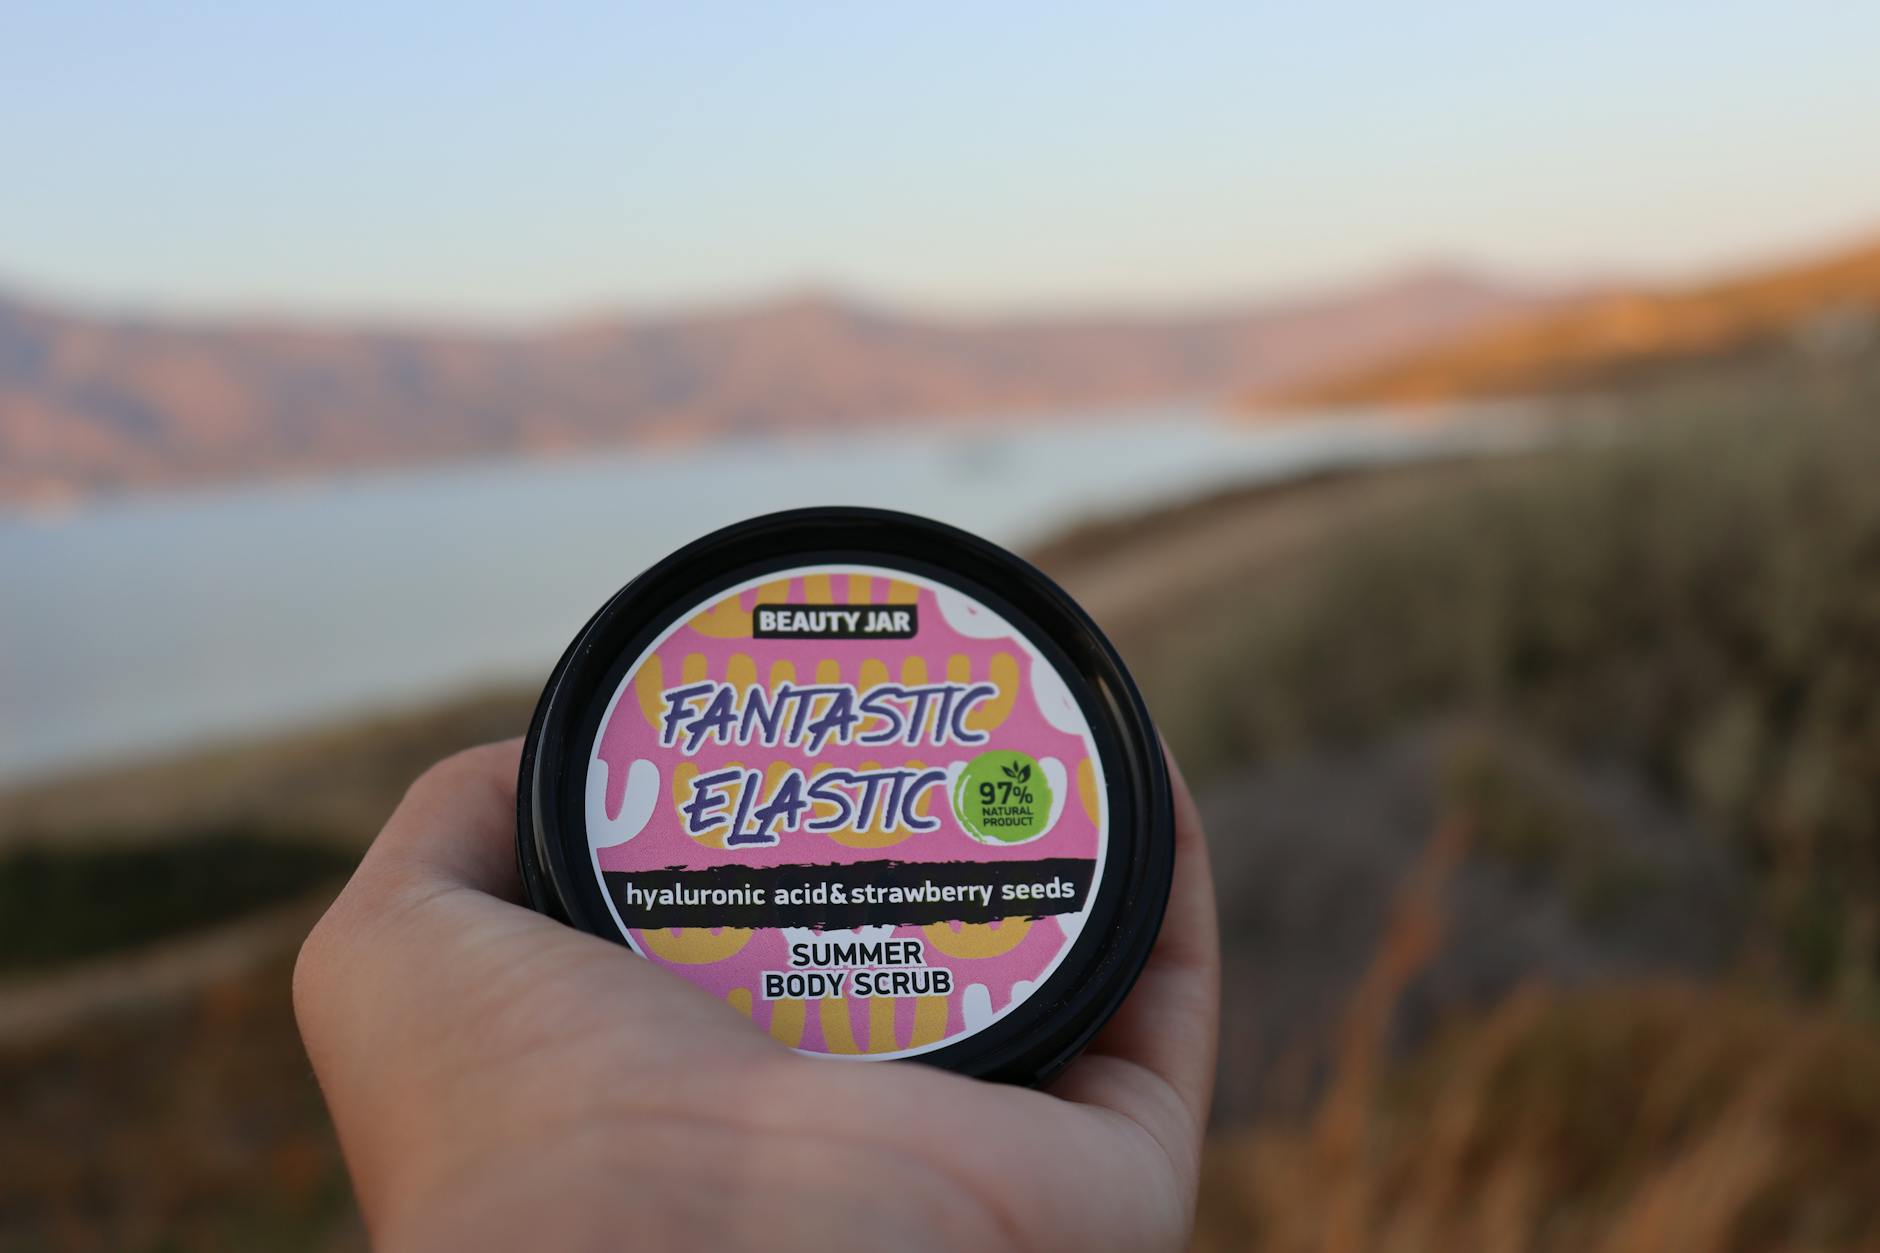 BEAUTY JAR
FANTASTIC
ELASTIC
97%
NATURAL
PRODUCT
hyaluronic acid & strawberry seeds
SUMMER
BODY SCRUB